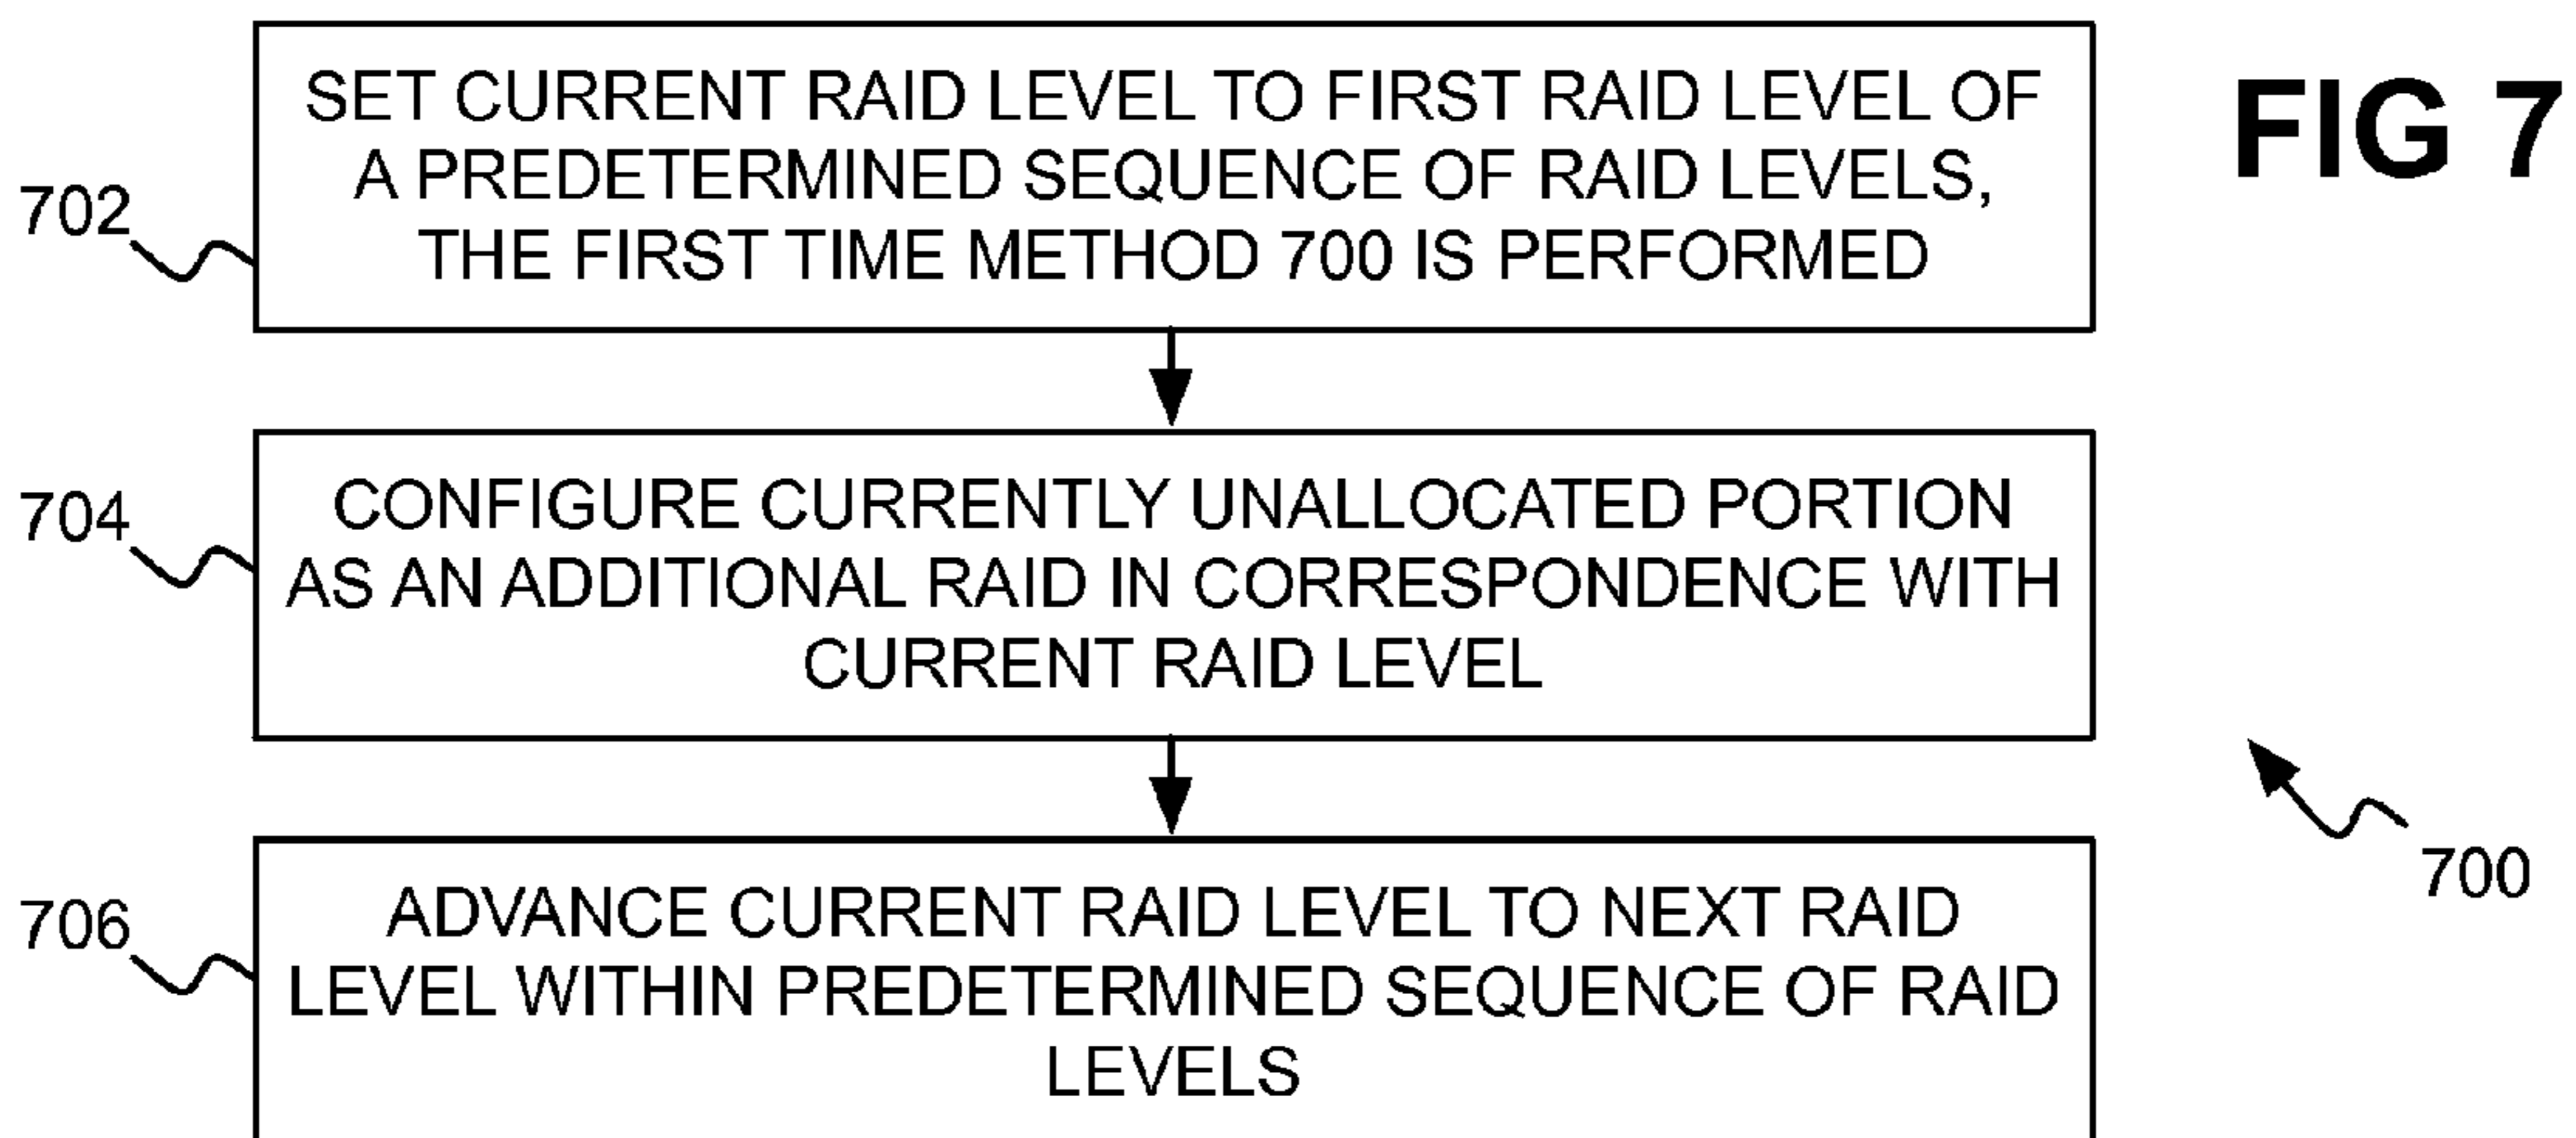 FIG 7
SET CURRENT RAID LEVEL TO FIRST RAID LEVEL OF
A PREDETERMINED SEQUENCE OF RAID LEVELS,
THE FIRST TIME METHOD 700 IS PERFORMED
702
CONFIGURE CURRENTLY UNALLOCATED PORTION
AS AN ADDITIONAL RAID IN CORRESPONDENCE WITH
CURRENT RAID LEVEL
704
ADVANCE CURRENT RAID LEVEL TO NEXT RAID
LEVEL WITHIN PREDETERMINED SEQUENCE OF RAID
LEVELS
706
700